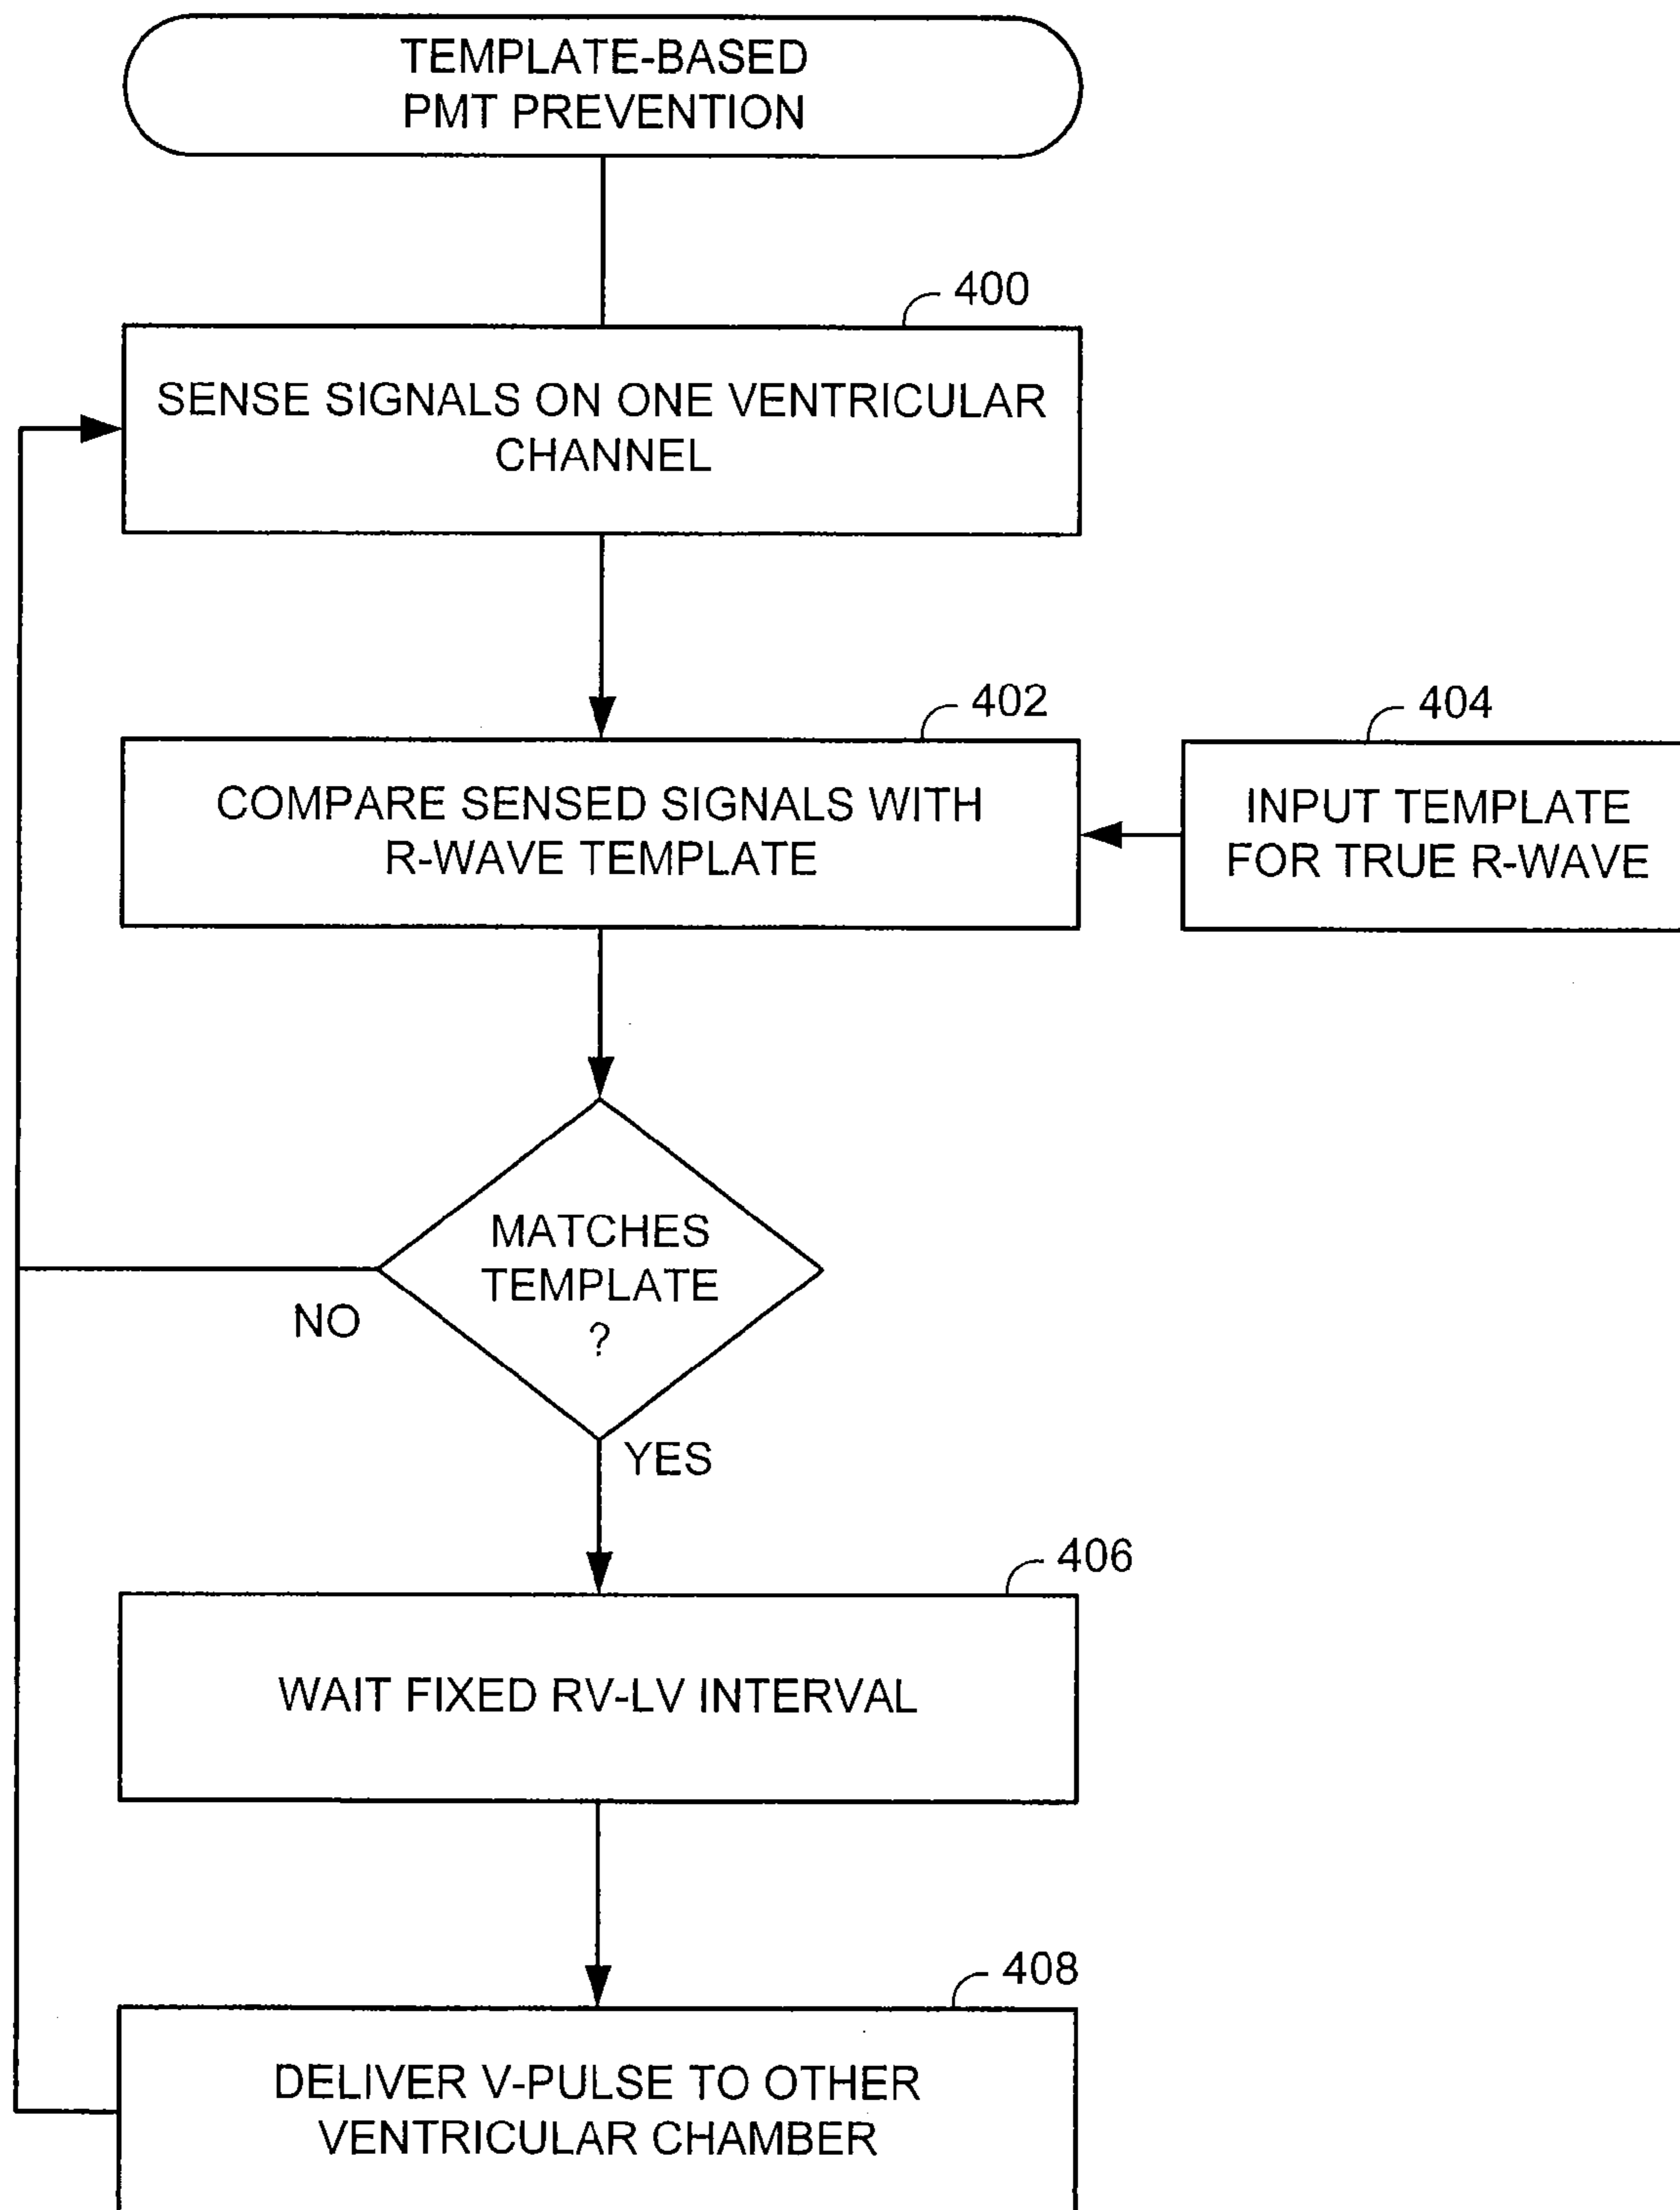 TEMPLATE-BASED
PMT PREVENTION
400
SENSE SIGNALS ON ONE VENTRICULAR
CHANNEL
402
COMPARE SENSED SIGNALS WITH
R-WAVE TEMPLATE
404
INPUT TEMPLATE
FOR TRUE R-WAVE
MATCHES
TEMPLATE
?
NO
YES
406
WAIT FIXED RV-LV INTERVAL
408
DELIVER V-PULSE TO OTHER
VENTRICULAR CHAMBER